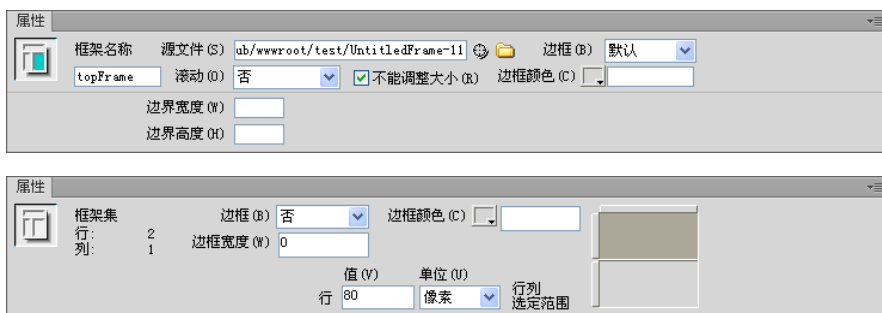 属性
框架名称 源文件(S) ub/wwwroot/test/UntitledFrame-11 边框(B) 默认
topFrame 滚动(O) 否 不能调整大小(R) 边框颜色(C)
边界宽度(W)
边界高度(H)
属性
框架集 边框(B) 否 边框颜色(C)
行: 2 边框宽度(W) 0
列: 1
值(V) 单位(U)
行 80 像素 行列
选定范围